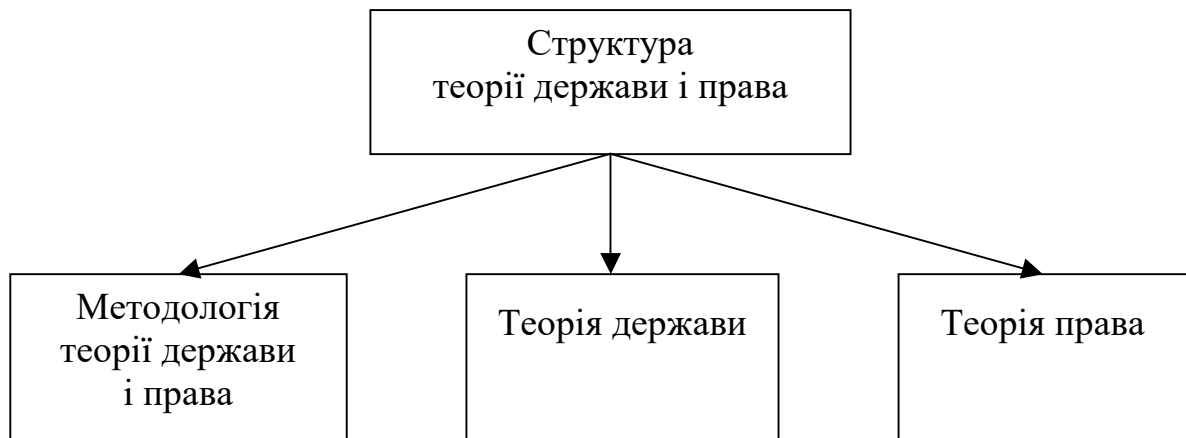 Структура
теорії держави і права
Методологія
теорії держави
і права
Теорія держави
Теорія права